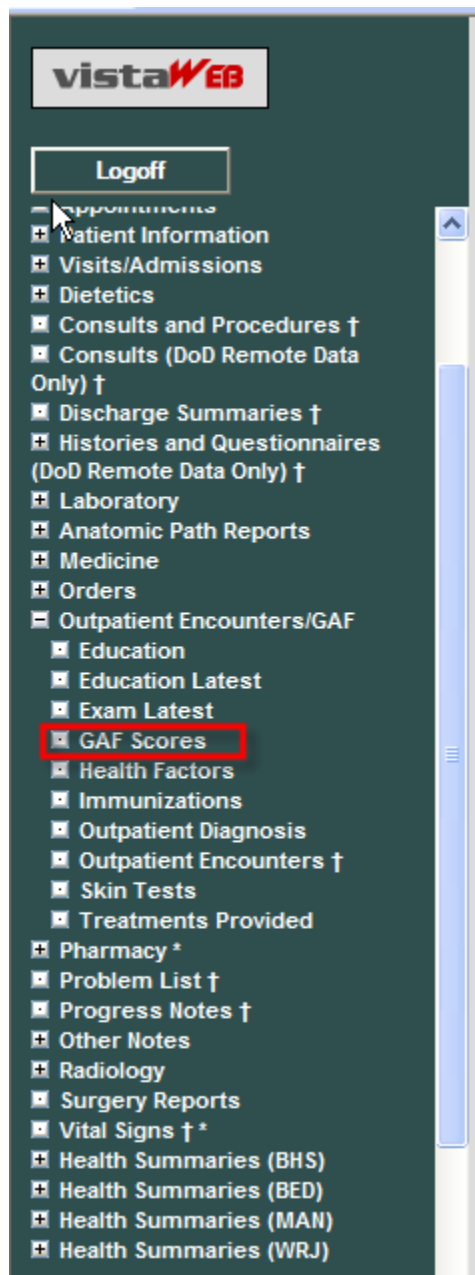 vistaWEB
Logoff
Appointments
Patient Information
Visits/Admissions
Dietetics
Consults and Procedures †
Consults (DoD Remote Data
Only) †
Discharge Summaries †
Histories and Questionnaires
(DoD Remote Data Only) †
Laboratory
Anatomic Path Reports
Medicine
Orders
Outpatient Encounters/GAF
Education
Education Latest
Exam Latest
GAF Scores
Health Factors
Immunizations
Outpatient Diagnosis
Outpatient Encounters †
Skin Tests
Treatments Provided
Pharmacy *
Problem List †
Progress Notes †
Other Notes
Radiology
Surgery Reports
Vital Signs † *
Health Summaries (BHS)
Health Summaries (BED)
Health Summaries (MAN)
Health Summaries (WRJ)